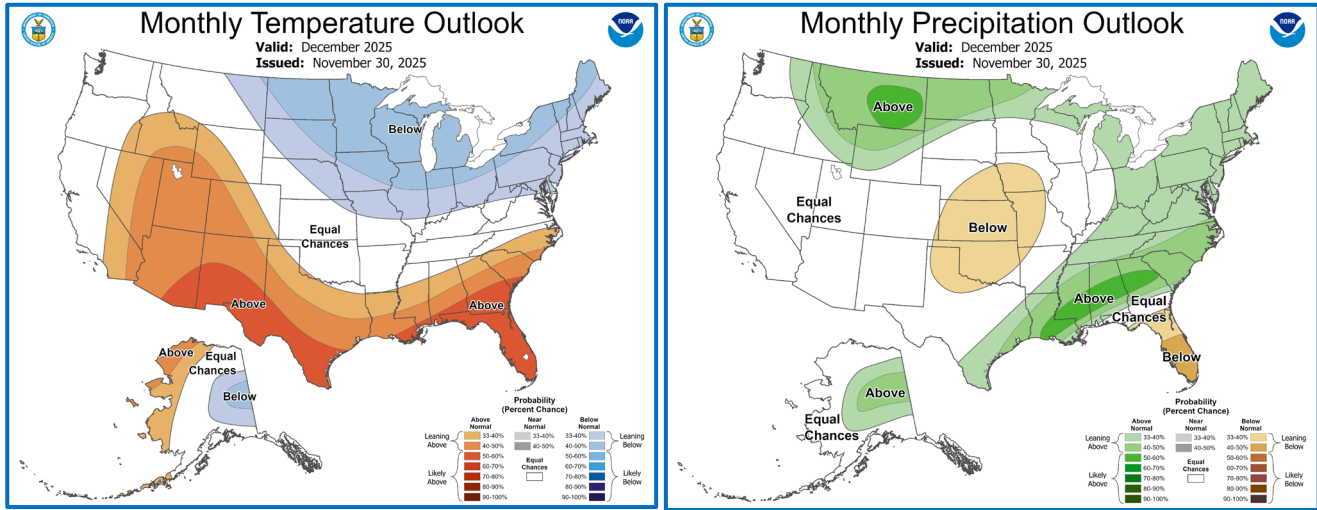 Monthly Temperature Outlook
Valid: December 2025
Issued: November 30, 2025
NOAA
Below
Equal
Chances
Above
Above
Above
Equal
Chances
Below
Probability
(Percent Chance)
Above
Normal
Near
Normal
Below
Normal
Leaning
Above
33-40%
33-40%
33-40%
Leaning
Below
40-50%
40-50%
40-50%
Likely
Above
50-60%
Equal
Chances
50-60%
Likely
Below
60-70%
60-70%
70-80%
70-80%
80-90%
80-90%
90-100%
90-100%
Monthly Precipitation Outlook
Valid: December 2025
Issued: November 30, 2025
NOAA
Above
Equal
Chances
Below
Above
Equal
Chances
Below
Above
Equal
Chances
Probability
(Percent Chance)
Above
Normal
Near
Normal
Below
Normal
Leaning
Above
33-40%
33-40%
33-40%
Leaning
Below
40-50%
40-50%
40-50%
Likely
Above
50-60%
Equal
Chances
50-60%
Likely
Below
60-70%
60-70%
70-80%
70-80%
80-90%
80-90%
90-100%
90-100%